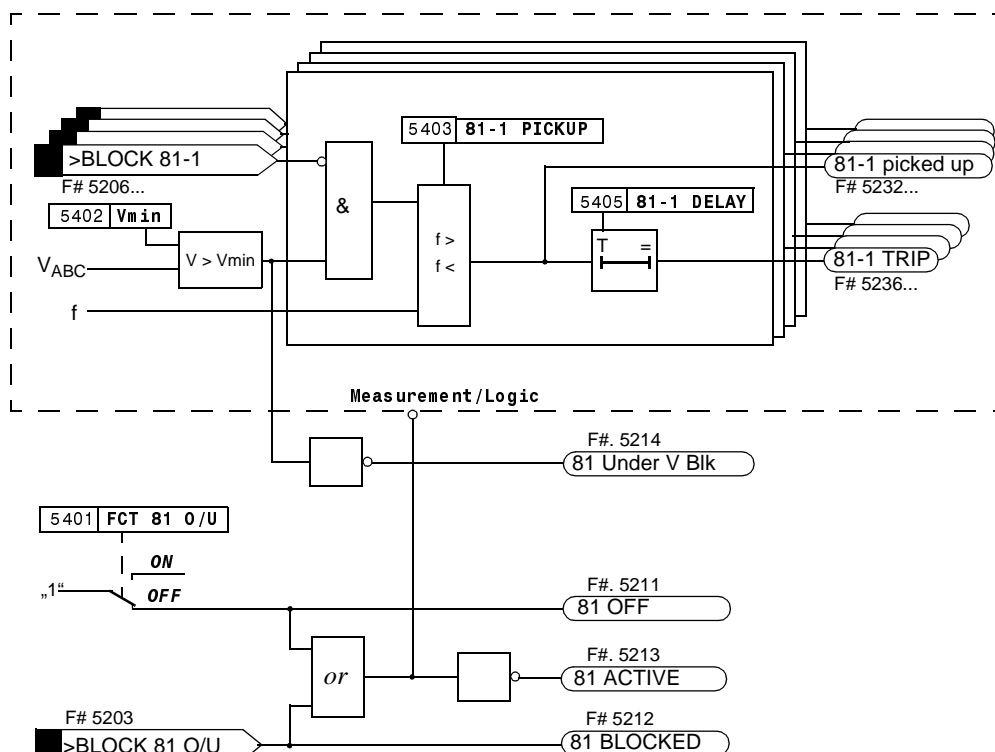 5403 81-1 PICKUP
>BLOCK 81-1
81-1 picked up
F# 5206...
F# 5232...
5402 Vmin
&
5405 81-1 DELAY
f >
f <
T =
VABC
V > Vmin
81-1 TRIP
F# 5236...
f
Measurement/Logic
F#. 5214
81 Under V Blk
5401 FCT 81 O/U
ON
„1“
OFF
F#. 5211
81 OFF
or
F#. 5213
81 ACTIVE
F# 5203
F# 5212
>BLOCK 81 O/U
81 BLOCKED